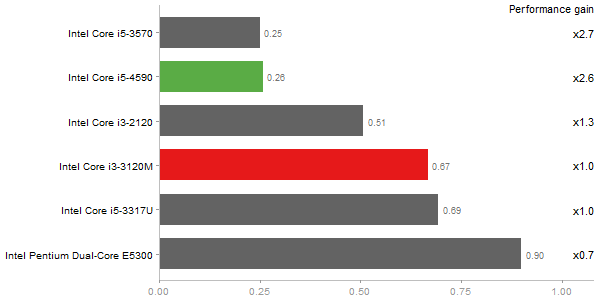 Performance gain
Intel Core i5-3570 0.25 x2.7
Intel Core i5-4590 0.26 x2.6
Intel Core i3-2120 0.51 x1.3
Intel Core i3-3120M 0.67 x1.0
Intel Core i5-3317U 0.69 x1.0
Intel Pentium Dual-Core E5300 0.90 x0.7
0.00 0.25 0.50 0.75 1.00